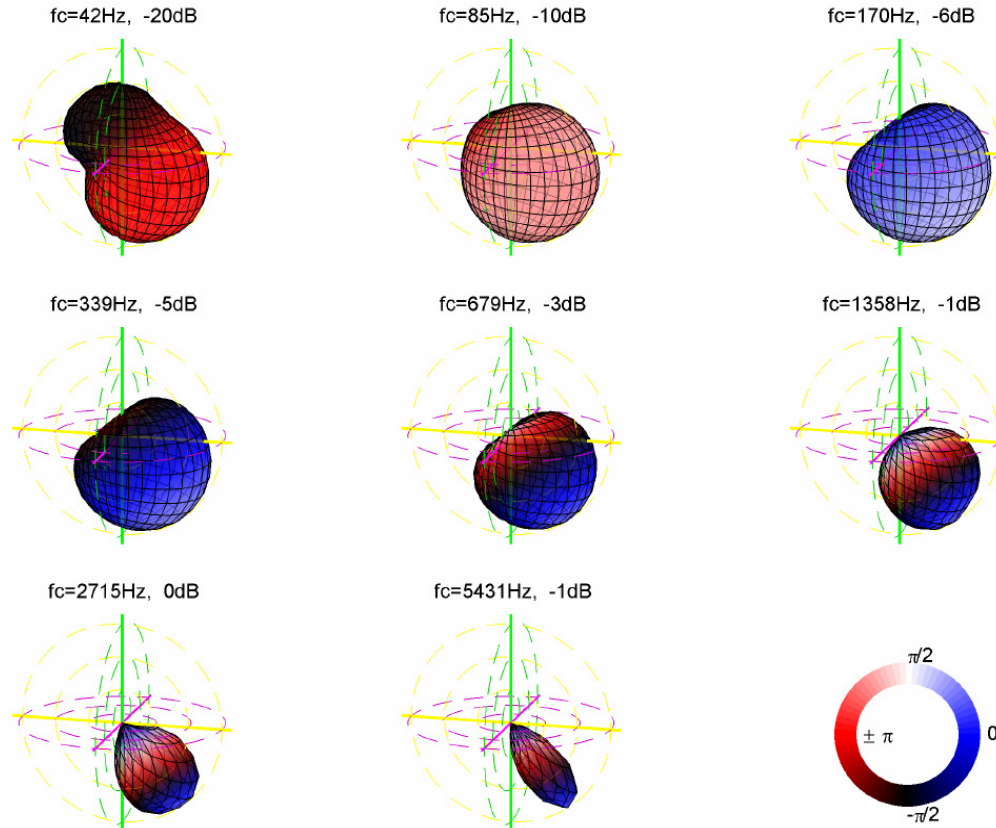 fc=42Hz, -20dB
fc=85Hz, -10dB
fc=170Hz, -6dB
fc=339Hz, -5dB
fc=679Hz, -3dB
fc=1358Hz, -1dB
fc=2715Hz, 0dB
fc=5431Hz, -1dB
π/2
± π
0
-π/2